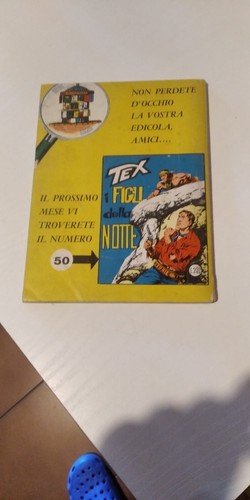 NON PERDETE
D'OCCHIO
LA VOSTRA
EDICOLA,
AMICI....
IL PROSSIMO
MESE VI
TROVERETE
IL NUMERO
50
TEX
i FIGLI
della
NOTTE